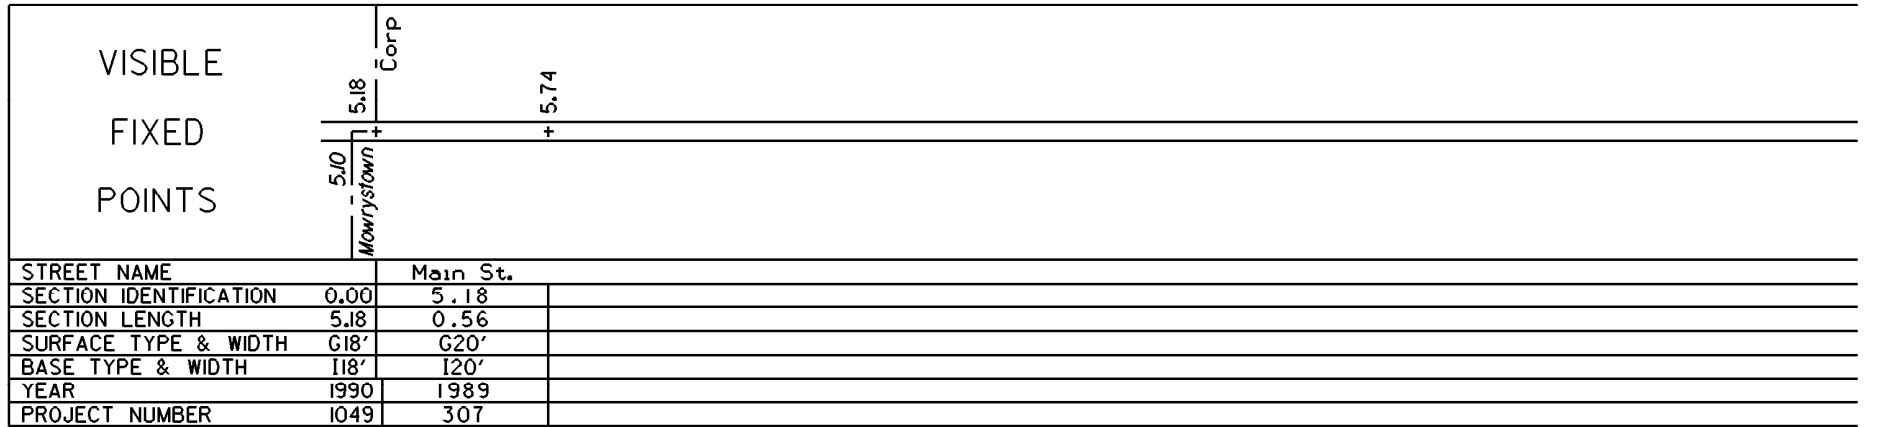 VISIBLE
FIXED
POINTS
5.18
Corp
5.74
5.10
Mowrystown
STREET NAME Main St.
SECTION IDENTIFICATION 0.00 5.18
SECTION LENGTH 5.18 0.56
SURFACE TYPE & WIDTH G18' G20'
BASE TYPE & WIDTH I18' I20'
YEAR 1990 1989
PROJECT NUMBER 1049 307